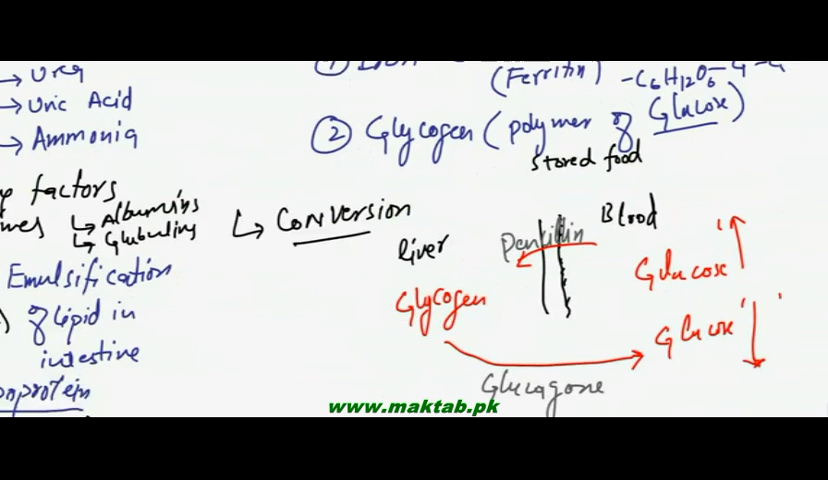 → Urea
→ Uric Acid
→ Ammonia
factors
↳ Albumins
↳ Globulins
Emulsification
of lipid in
intestine
oprotein
(Ferritin)
-C6H12O6-
② Glycogen (polymer of Glucose)
stored food
↳ Conversion
liver
Blood
Glucose ↑
Glycogen
Glucose ↓
Glucagone
www.maktab.pk